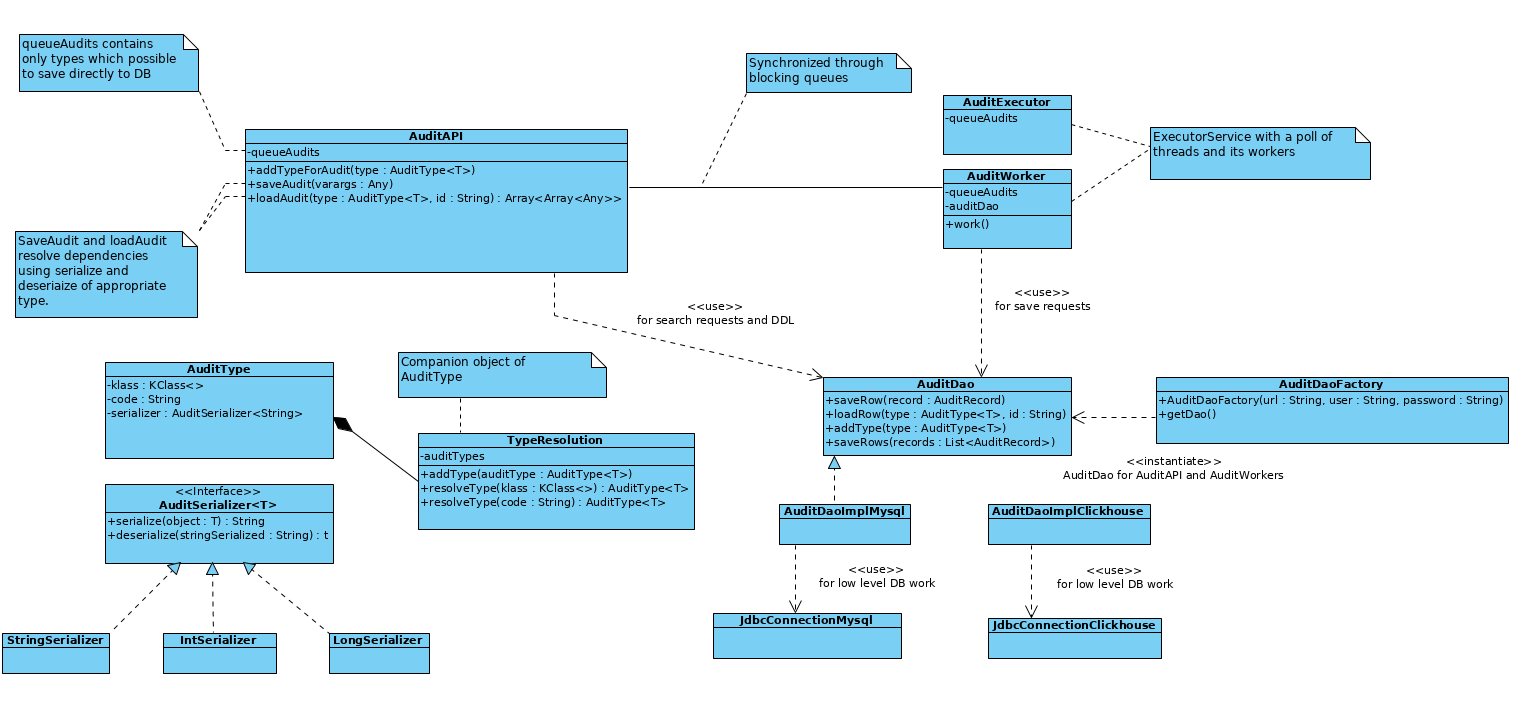 queueAudits contains
only types which possible
to save directly to DB
Synchronized through
blocking queues
AuditExecutor
-queueAudits
ExecutorService with a poll of
threads and its workers
AuditAPI
-queueAudits
+addTypeForAudit(type : AuditType<T>)
+saveAudit(varargs : Any)
+loadAudit(type : AuditType<T>, id : String) : Array<Array<Any>>
AuditWorker
-queueAudits
-auditDao
+work()
SaveAudit and loadAudit
resolve dependencies
using serialize and
deseriaize of appropriate
type.
<<use>>
for search requests and DDL
<<use>>
for save requests
AuditType
-klass : KClass<>
-code : String
-serializer : AuditSerializer<String>
Companion object of
AuditType
AuditDao
+saveRow(record : AuditRecord)
+loadRow(type : AuditType<T>, id : String)
+addType(type : AuditType<T>)
+saveRows(records : List<AuditRecord>)
AuditDaoFactory
+AuditDaoFactory(url : String, user : String, password : String)
+getDao()
TypeResolution
-auditTypes
+addType(auditType : AuditType<T>)
+resolveType(klass : KClass<>) : AuditType<T>
+resolveType(code : String) : AuditType<T>
<<instantiate>>
AuditDao for AuditAPI and AuditWorkers
<<Interface>>
AuditSerializer<T>
+serialize(object : T) : String
+deserialize(stringSerialized : String) : t
AuditDaoImplMysql
AuditDaoImplClickhouse
<<use>>
for low level DB work
<<use>>
for low level DB work
JdbcConnectionMysql
JdbcConnectionClickhouse
StringSerializer
IntSerializer
LongSerializer